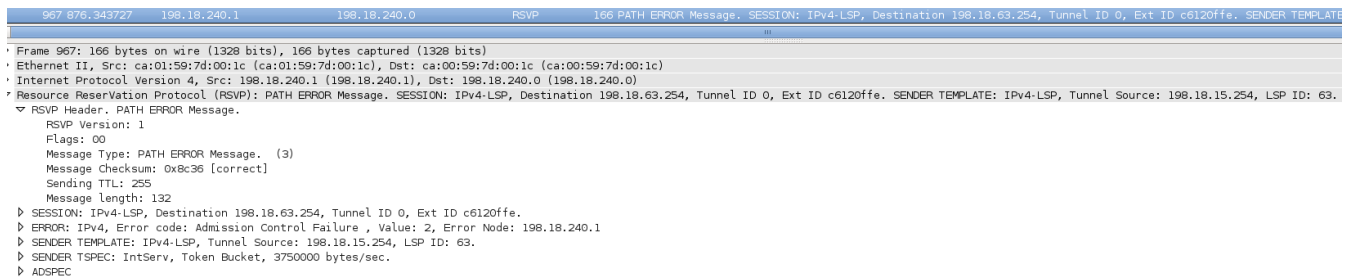 967 876.343727 198.18.240.1 198.18.240.0 RSVP 166 PATH ERROR Message. SESSION: IPv4-LSP, Destination 198.18.63.254, Tunnel ID 0, Ext ID c6120ffe. SENDER TEMPLATE
Frame 967: 166 bytes on wire (1328 bits), 166 bytes captured (1328 bits)
Ethernet II, Src: ca:01:59:7d:00:1c (ca:01:59:7d:00:1c), Dst: ca:00:59:7d:00:1c (ca:00:59:7d:00:1c)
Internet Protocol Version 4, Src: 198.18.240.1 (198.18.240.1), Dst: 198.18.240.0 (198.18.240.0)
Resource ReserVation Protocol (RSVP): PATH ERROR Message. SESSION: IPv4-LSP, Destination 198.18.63.254, Tunnel ID 0, Ext ID c6120ffe. SENDER TEMPLATE: IPv4-LSP, Tunnel Source: 198.18.15.254, LSP ID: 63.
RSVP Header. PATH ERROR Message.
RSVP Version: 1
Flags: 00
Message Type: PATH ERROR Message. (3)
Message Checksum: 0x8c36 [correct]
Sending TTL: 255
Message length: 132
SESSION: IPv4-LSP, Destination 198.18.63.254, Tunnel ID 0, Ext ID c6120ffe.
ERROR: IPv4, Error code: Admission Control Failure , Value: 2, Error Node: 198.18.240.1
SENDER TEMPLATE: IPv4-LSP, Tunnel Source: 198.18.15.254, LSP ID: 63.
SENDER TSPEC: IntServ, Token Bucket, 3750000 bytes/sec.
ADSPEC